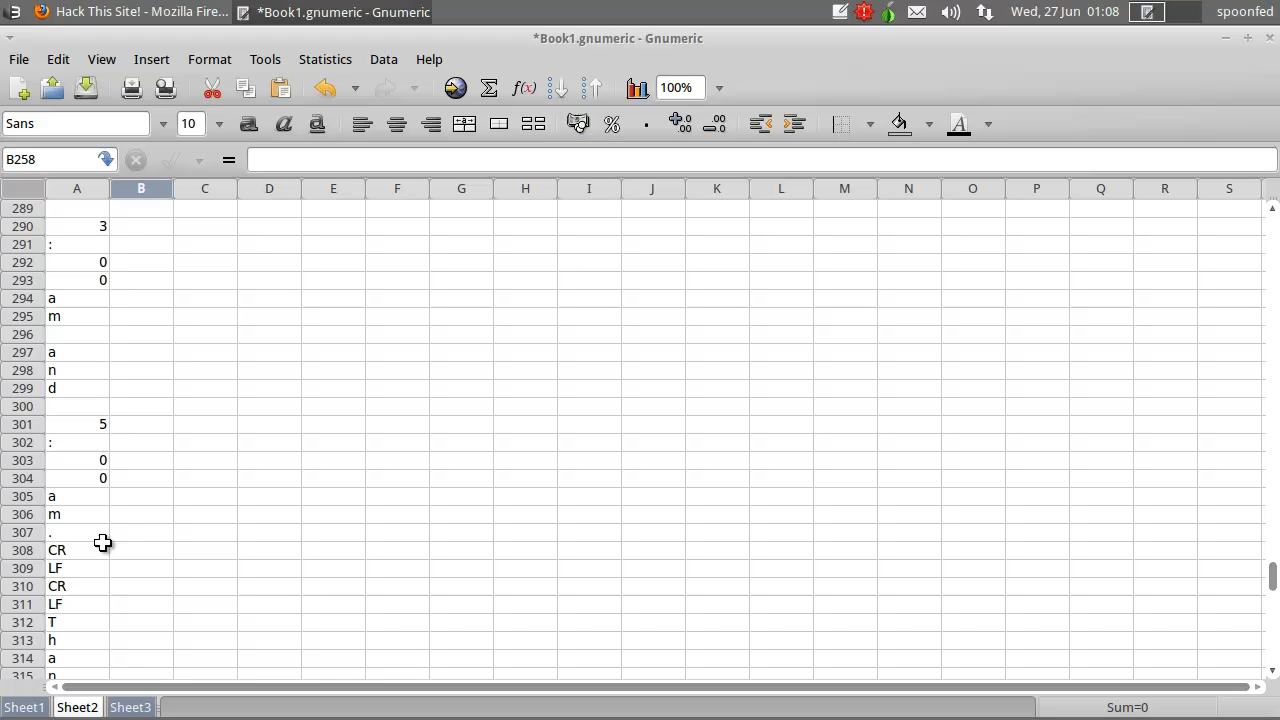 Hack This Site! - Mozilla Fire... *Book1.gnumeric - Gnumeric Wed, 27 Jun 01:08 spoonfed
*Book1.gnumeric - Gnumeric
File Edit View Insert Format Tools Statistics Data Help
f(x) 100%
Sans 10 a a a % .
B258 =
A B C D E F G H I J K L M N O P Q R S
289
290 3
291 :
292 0
293 0
294 a
295 m
296
297 a
298 n
299 d
300
301 5
302 :
303 0
304 0
305 a
306 m
307 .
308 CR
309 LF
310 CR
311 LF
312 T
313 h
314 a
315 n
Sheet1 Sheet2 Sheet3 Sum=0